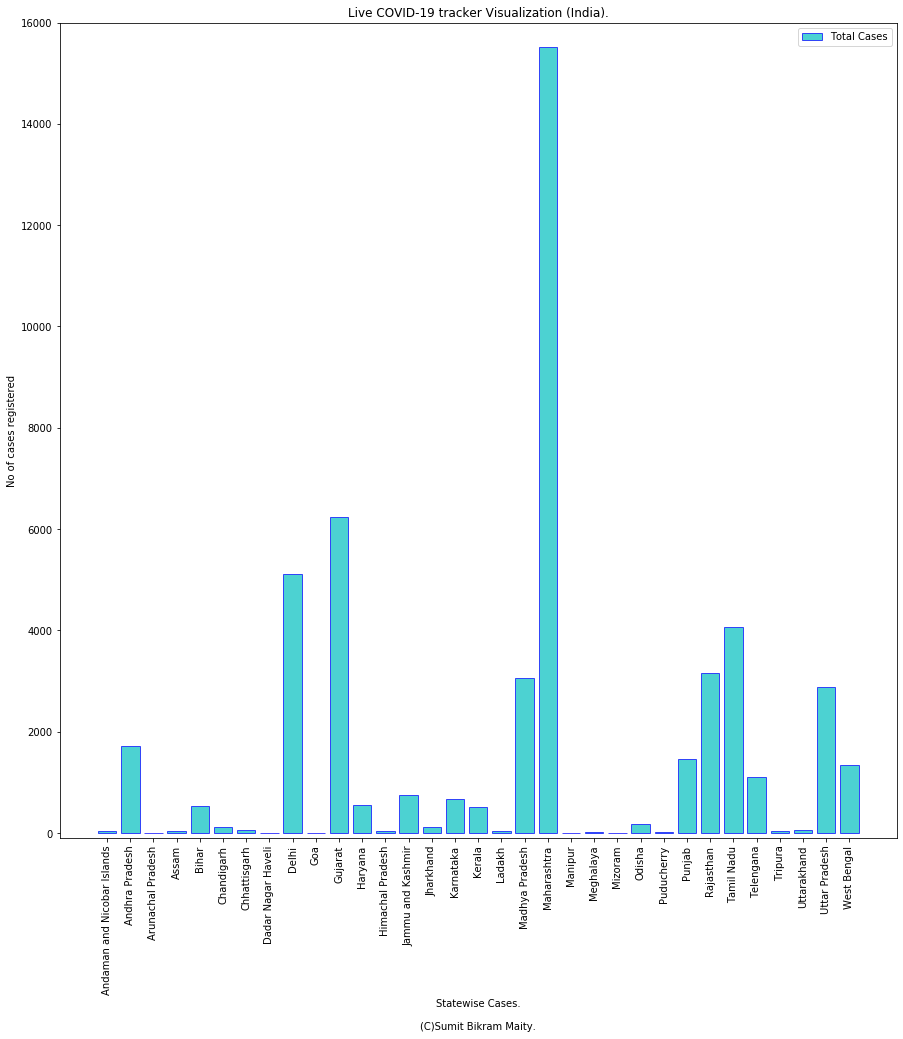 Live COVID-19 tracker Visualization (India).
Total Cases
No of cases registered
16000
14000
12000
10000
8000
6000
4000
2000
0
Andaman and Nicobar Islands
Andhra Pradesh
Arunachal Pradesh
Assam
Bihar
Chandigarh
Chhattisgarh
Dadar Nagar Haveli
Delhi
Goa
Gujarat
Haryana
Himachal Pradesh
Jammu and Kashmir
Jharkhand
Karnataka
Kerala
Ladakh
Madhya Pradesh
Maharashtra
Manipur
Meghalaya
Mizoram
Odisha
Puducherry
Punjab
Rajasthan
Tamil Nadu
Telengana
Tripura
Uttarakhand
Uttar Pradesh
West Bengal
Statewise Cases.
(C)Sumit Bikram Maity.